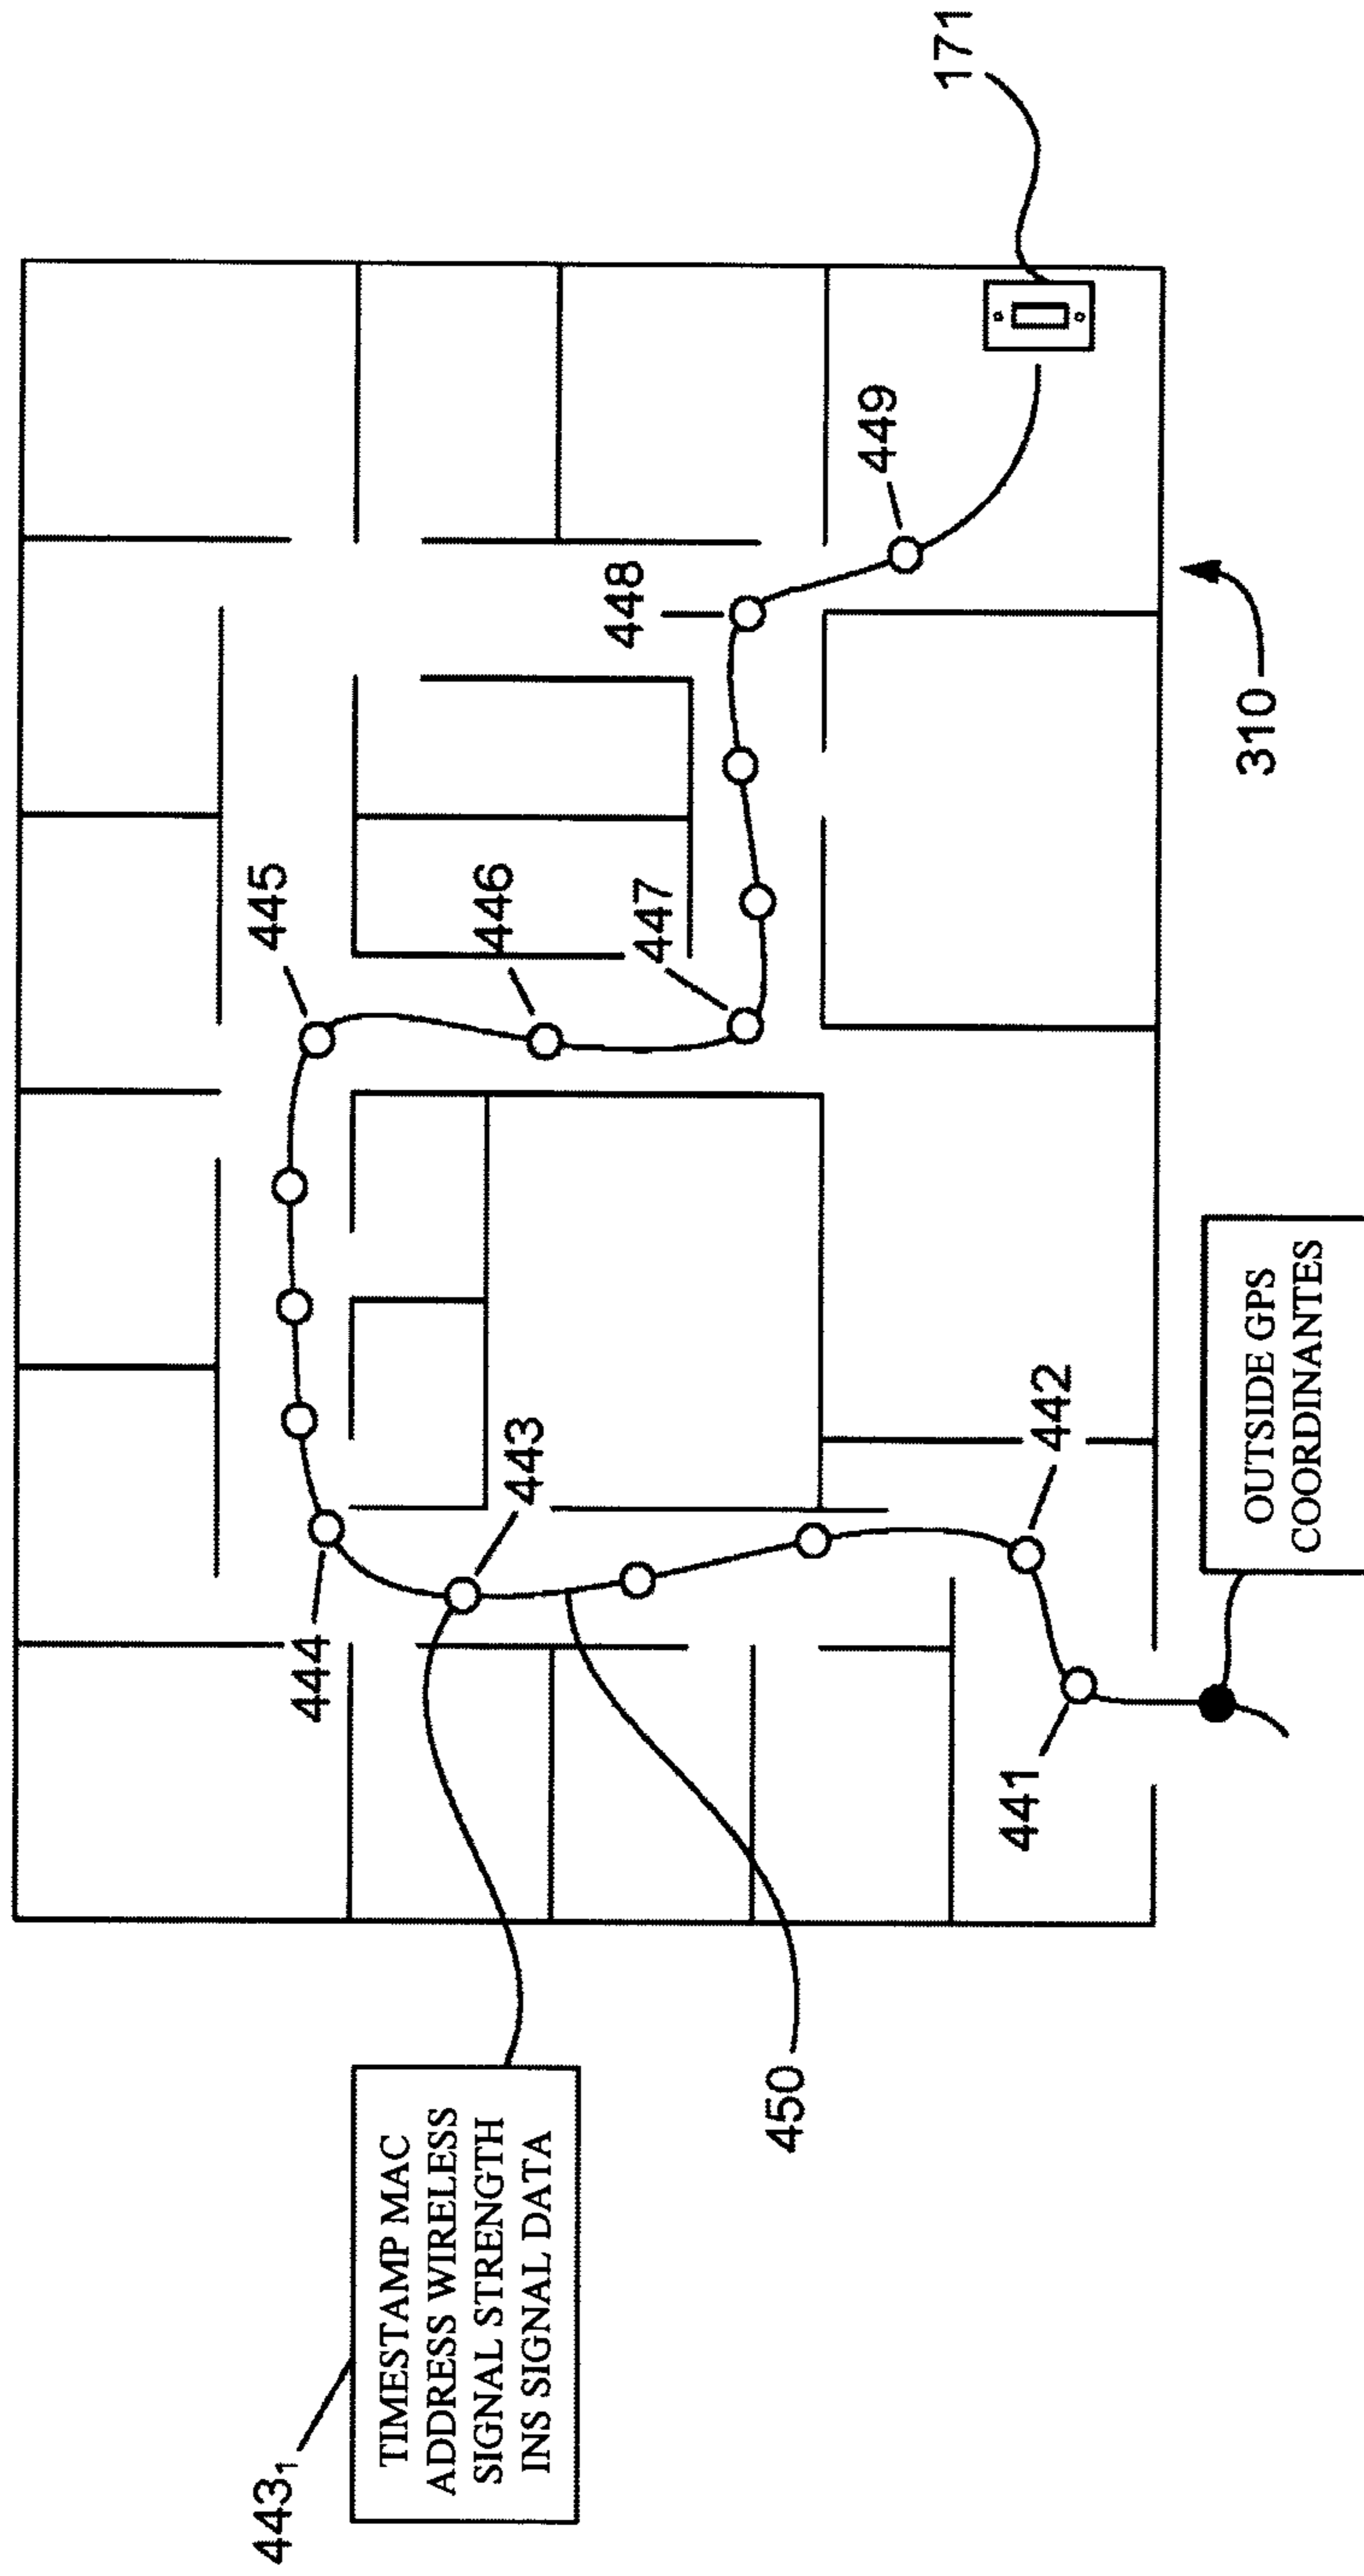 443₁
TIMESTAMP MAC
ADDRESS WIRELESS
SIGNAL STRENGTH
INS SIGNAL DATA
450
444
443
445
446
447
448
449
171
441
442
OUTSIDE GPS
COORDINANTES
310